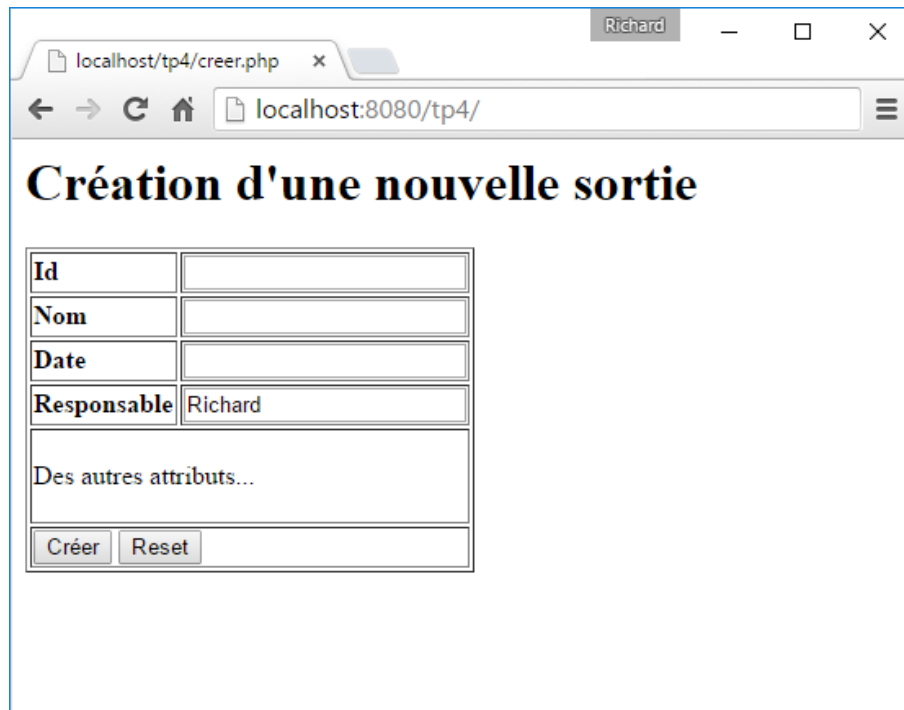 Richard
localhost/tp4/creer.php
localhost:8080/tp4/
Création d'une nouvelle sortie
Id
Nom
Date
Responsable Richard
Des autres attributs...
Créer Reset